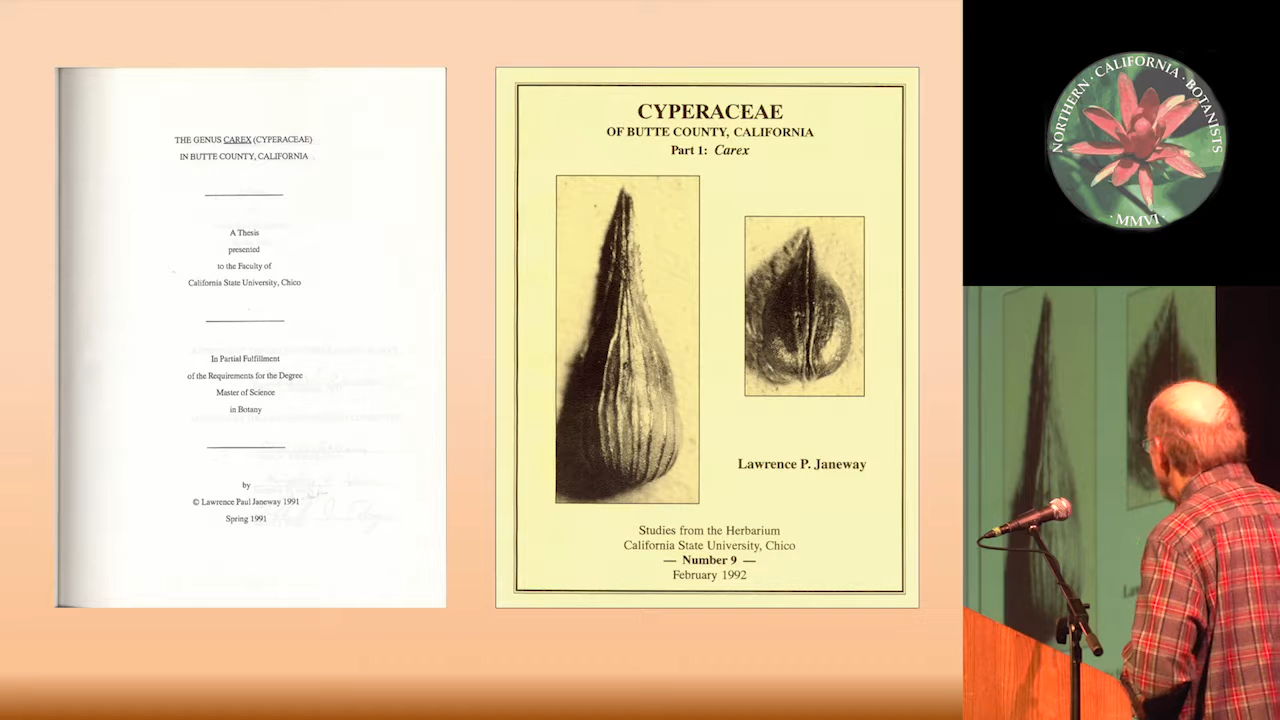 THE GENUS CAREX (CYPERACEAE)
IN BUTTE COUNTY, CALIFORNIA
A Thesis
presented
to the Faculty of
California State University, Chico
In Partial Fulfillment
of the Requirements for the Degree
Master of Science
in Botany
by
© Lawrence Paul Janeway 1991
Spring 1991
CYPERACEAE
OF BUTTE COUNTY, CALIFORNIA
Part 1: Carex
Lawrence P. Janeway
Studies from the Herbarium
California State University, Chico
— Number 9 —
February 1992
NORTHERN · CALIFORNIA · BOTANISTS
· MMVI ·